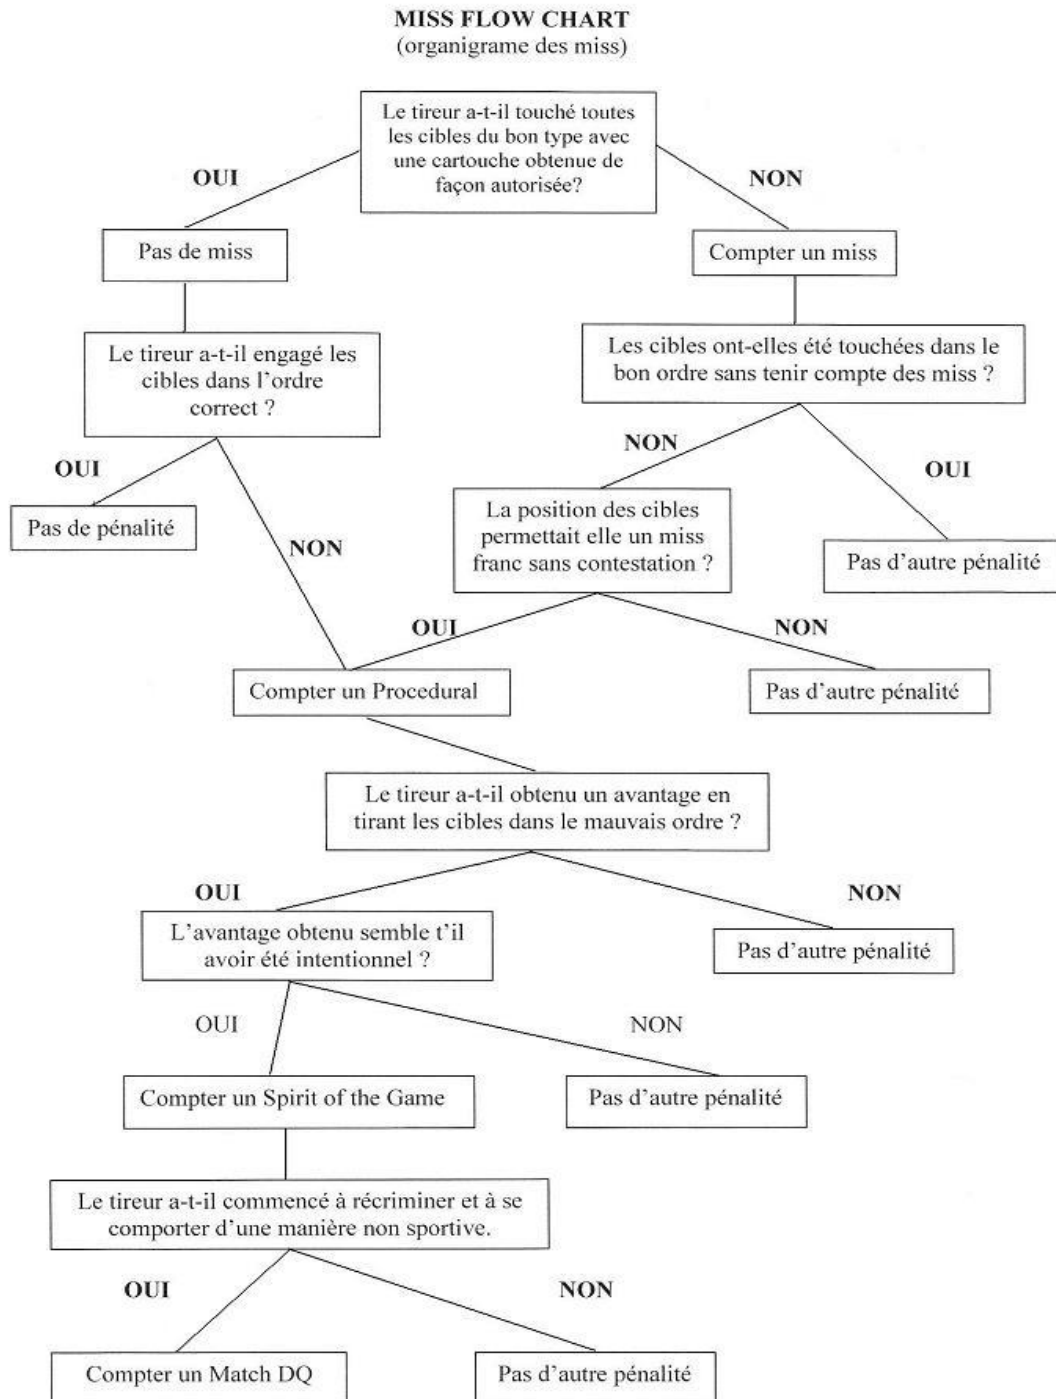 MISS FLOW CHART
(organigrame des miss)
Le tireur a-t-il touché toutes
les cibles du bon type avec
une cartouche obtenue de
façon autorisée?
OUI
NON
Pas de miss
Compter un miss
Le tireur a-t-il engagé les
cibles dans l'ordre
correct ?
Les cibles ont-elles été touchées dans le
bon ordre sans tenir compte des miss ?
OUI
NON
NON
OUI
Pas de pénalité
La position des cibles
permettait elle un miss
franc sans contestation ?
Pas d'autre pénalité
OUI
NON
Compter un Procedural
Pas d'autre pénalité
Le tireur a-t-il obtenu un avantage en
tirant les cibles dans le mauvais ordre ?
OUI
NON
L'avantage obtenu semble t'il
avoir été intentionnel ?
Pas d'autre pénalité
OUI
NON
Compter un Spirit of the Game
Pas d'autre pénalité
Le tireur a-t-il commencé à récriminer et à se
comporter d'une manière non sportive.
OUI
NON
Compter un Match DQ
Pas d'autre pénalité